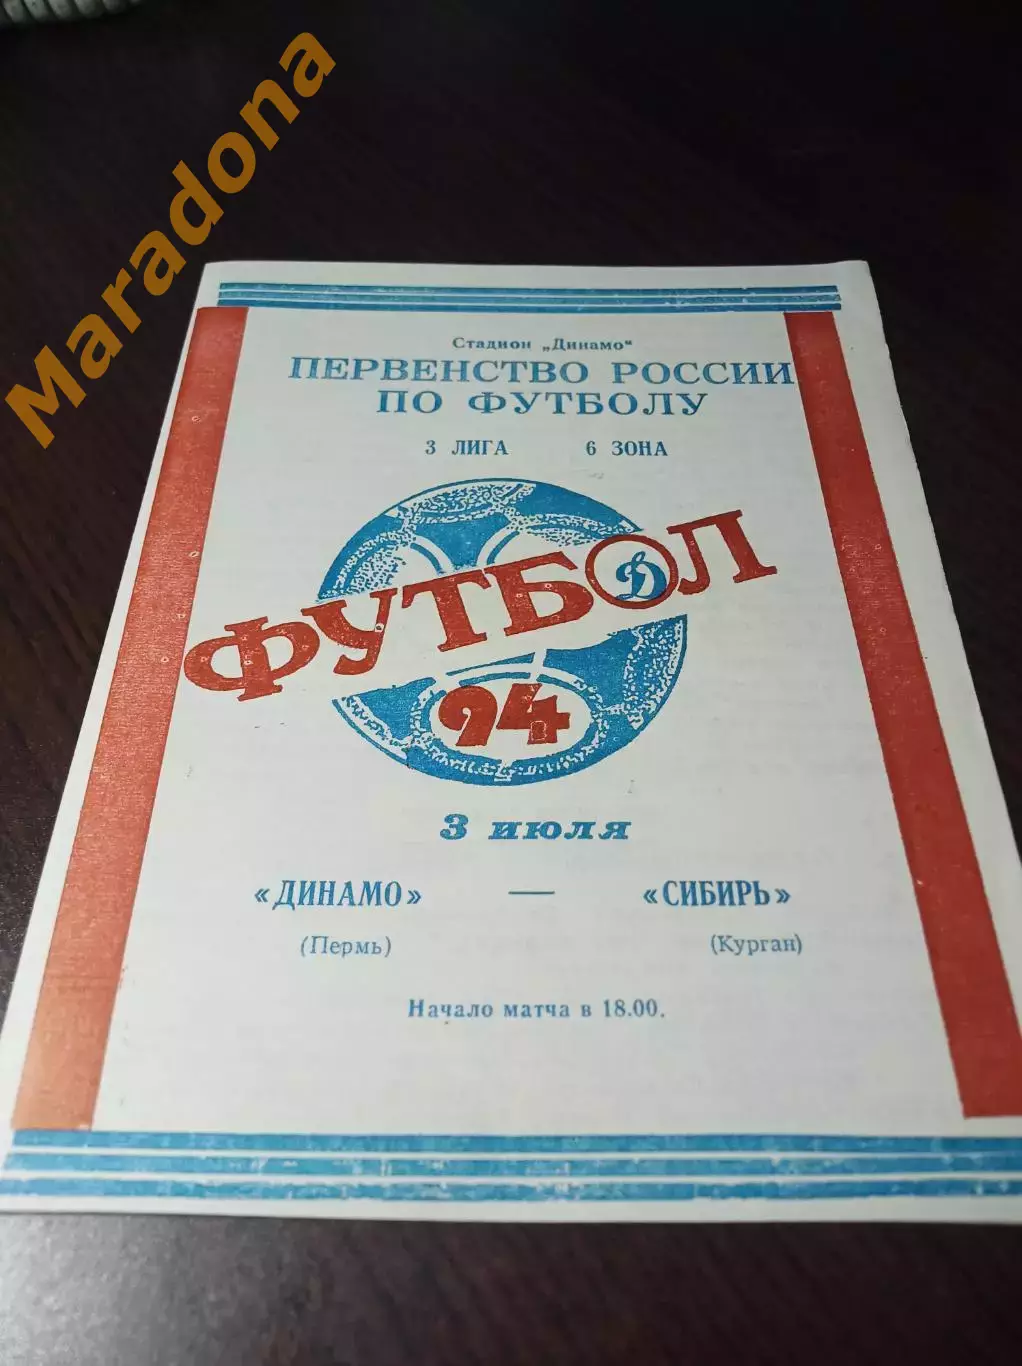 Maradona
Стадион „Динамо“
ПЕРВЕНСТВО РОССИИ
ПО ФУТБОЛУ
3 ЛИГА 6 ЗОНА
ФУТБОЛ
Д
94
3 июля
«ДИНАМО» — «СИБИРЬ»
(Пермь) (Курган)
Начало матча в 18.00.